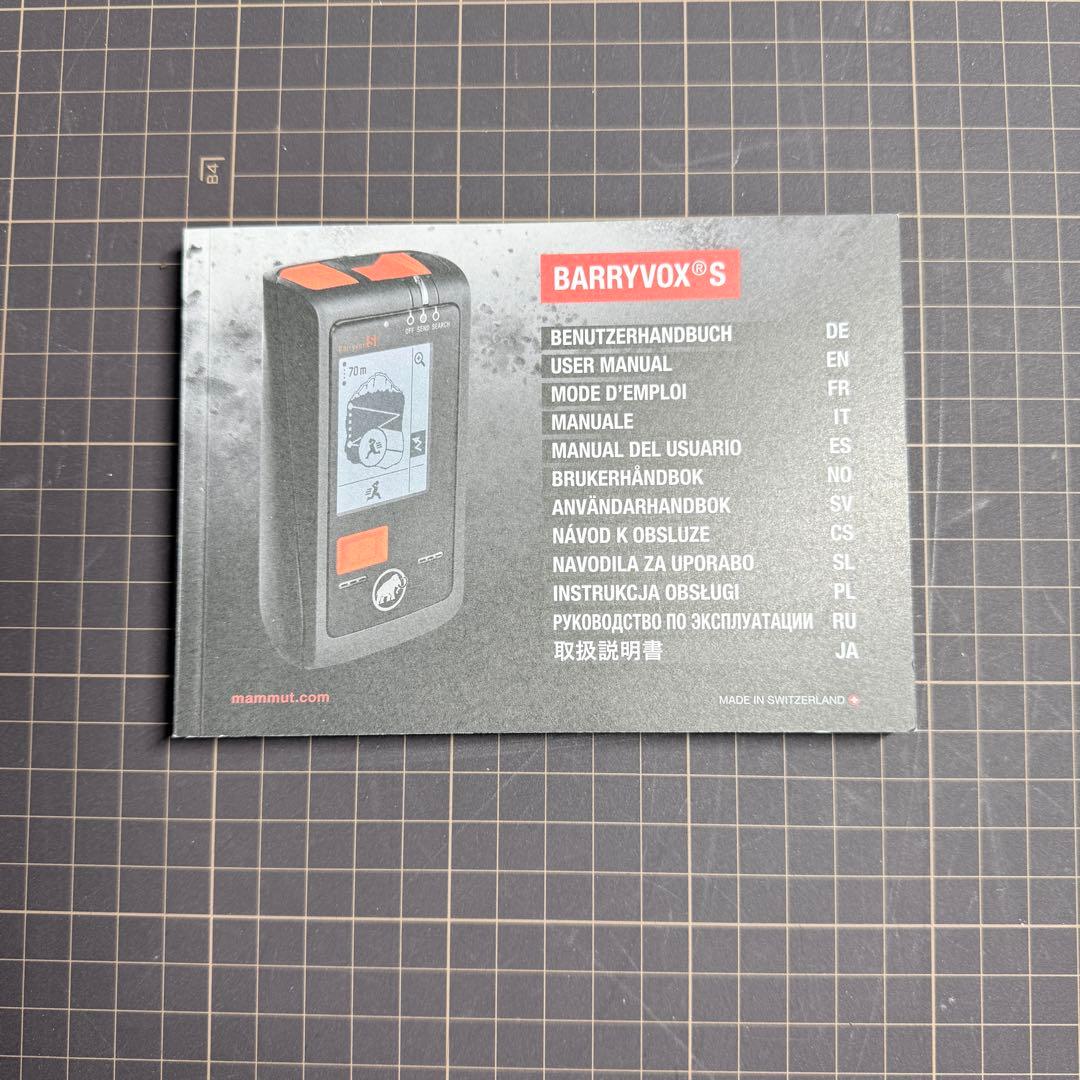 B4
BARRYVOX® S
OFF SEND SEARCH
Barryvox S
70 m
BENUTZERHANDBUCH DE
USER MANUAL EN
MODE D'EMPLOI FR
MANUALE IT
MANUAL DEL USUARIO ES
BRUKERHÅNDBOK NO
ANVÄNDARHANDBOK SV
NÁVOD K OBSLUZE CS
NAVODILA ZA UPORABO SL
INSTRUKCJA OBSŁUGI PL
РУКОВОДСТВО ПО ЭКСПЛУАТАЦИИ RU
取扱説明書 JA
mammut.com
MADE IN SWITZERLAND